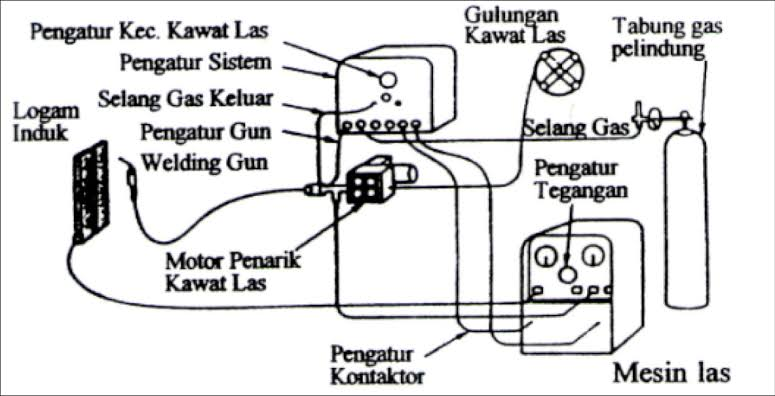 Pengatur Kec. Kawat Las
Pengatur Sistem
Selang Gas Keluar
Pengatur Gun
Welding Gun
Logam
Induk
Gulungan
Kawat Las
Tabung gas
pelindung
Selang Gas
Pengatur
Tegangan
Motor Penarik
Kawat Las
Pengatur
Kontaktor
Mesin las